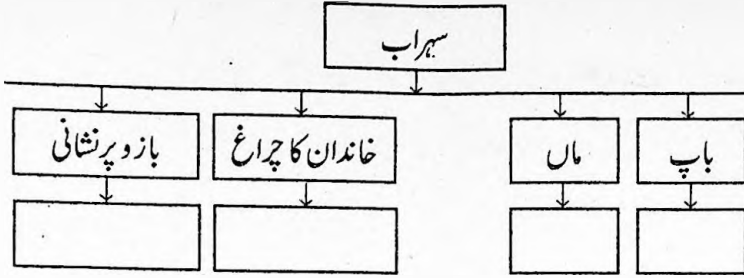 سہراب
باپ
ماں
خاندان کا چراغ
بازو پر نشانی